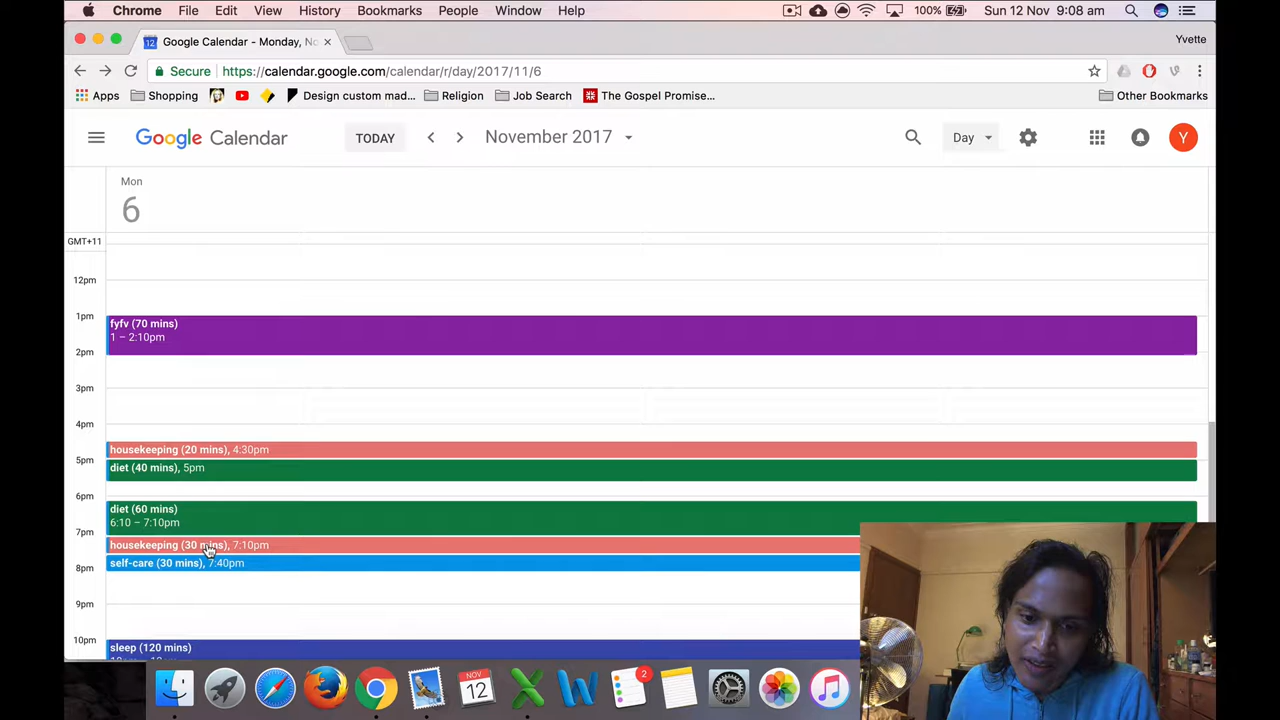 Chrome File Edit View History Bookmarks People Window Help 100% Sun 12 Nov 9:08 am
12 Google Calendar - Monday, No Yvette
Secure https://calendar.google.com/calendar/r/day/2017/11/6
Apps Shopping Design custom mad... Religion Job Search The Gospel Promise... Other Bookmarks
Google Calendar TODAY November 2017 Day Y
Mon
6
GMT+11
12pm
1pm
fyfv (70 mins)
1 – 2:10pm
2pm
3pm
4pm
housekeeping (20 mins), 4:30pm
5pm
diet (40 mins), 5pm
6pm
diet (60 mins)
6:10 – 7:10pm
7pm
housekeeping (30 mins), 7:10pm
self-care (30 mins), 7:40pm
8pm
9pm
10pm
sleep (120 mins)
NOV
12
2